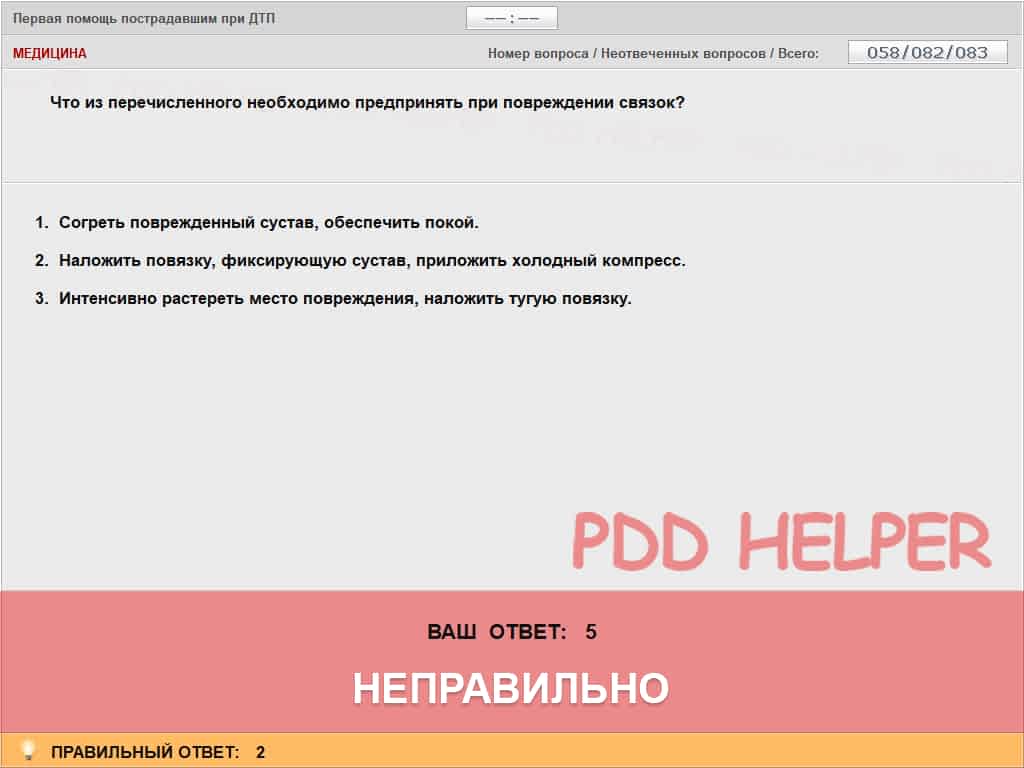 Первая помощь пострадавшим при ДТП
—— : ——
МЕДИЦИНА
Номер вопроса / Неотвеченных вопросов / Всего:
058/082/083
Что из перечисленного необходимо предпринять при повреждении связок?
1. Согреть поврежденный сустав, обеспечить покой.
2. Наложить повязку, фиксирующую сустав, приложить холодный компресс.
3. Интенсивно растереть место повреждения, наложить тугую повязку.
PDD HELPER
ВАШ ОТВЕТ: 5
НЕПРАВИЛЬНО
ПРАВИЛЬНЫЙ ОТВЕТ: 2